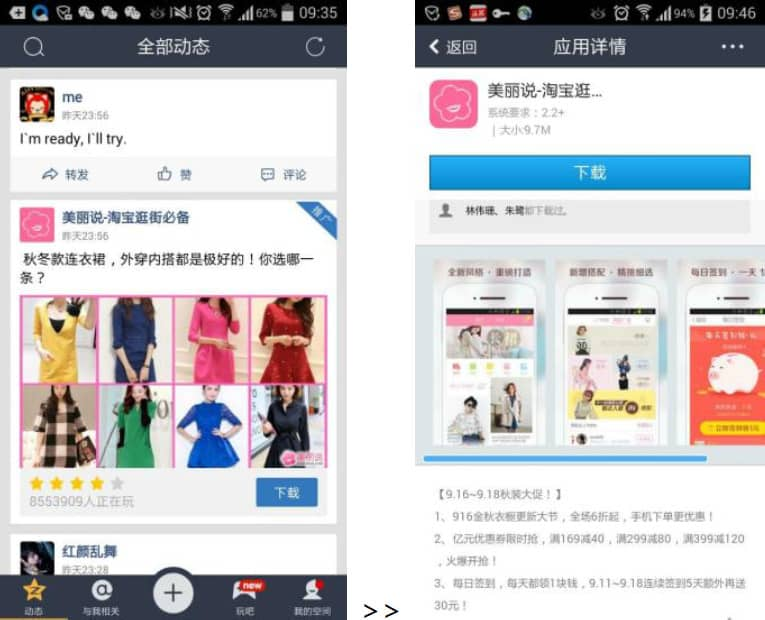 62% 09:35
全部动态
me
昨天23:56
I`m ready, I`ll try.
转发 赞 评论
美丽说-淘宝逛街必备
推广
昨天23:56
秋冬款连衣裙，外穿内搭都是极好的！你选哪一
条？
美丽说
8553909人正在玩
下载
红颜乱舞
昨天23:28
动态 与我相关 new 玩吧 我的空间
>>
94% 09:46
返回 应用详情
美丽说-淘宝逛...
系统要求：2.2+
｜大小:9.7M
下载
林伟珊、朱鹭都下载过。
全新风格·重磅打造
新增搭配·精挑细选
每日签到·一天
【9.16~9.18秋装大促！】
1、916金秋衣橱更新大节，全场6折起，手机下单更优惠！
2、亿元优惠券限时抢，满169减40，满299减80，满399减120
，火爆开抢！
3、每日签到，每天都领1块钱，9.11~9.18连续签到5天额外再送
30元！